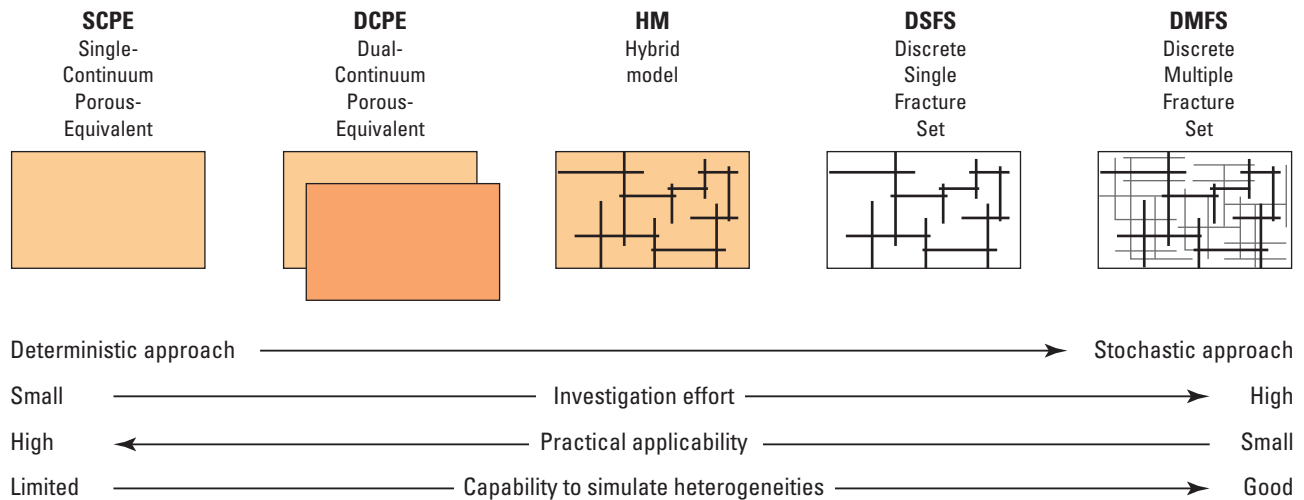 SCPE
Single-
Continuum
Porous-
Equivalent
DCPE
Dual-
Continuum
Porous-
Equivalent
HM
Hybrid
model
DSFS
Discrete
Single
Fracture
Set
DMFS
Discrete
Multiple
Fracture
Set
Deterministic approach Stochastic approach
Small Investigation effort High
High Practical applicability Small
Limited Capability to simulate heterogeneities Good